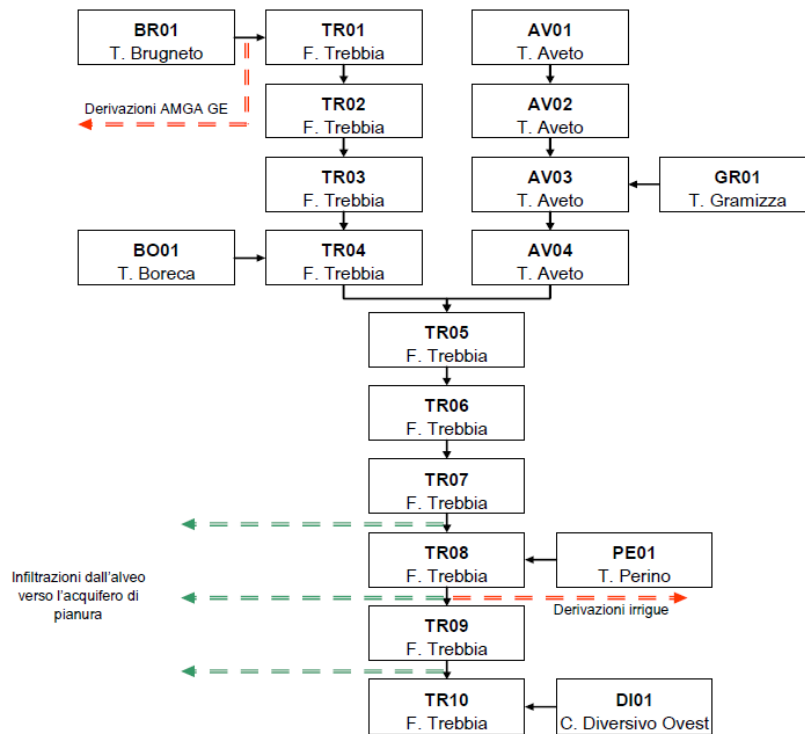 BR01
T. Brugneto
TR01
F. Trebbia
AV01
T. Aveto
Derivazioni AMGA GE
TR02
F. Trebbia
AV02
T. Aveto
TR03
F. Trebbia
AV03
T. Aveto
GR01
T. Gramizza
BO01
T. Boreca
TR04
F. Trebbia
AV04
T. Aveto
TR05
F. Trebbia
TR06
F. Trebbia
TR07
F. Trebbia
Infiltrazioni dall'alveo
verso l'acquifero di
pianura
TR08
F. Trebbia
PE01
T. Perino
Derivazioni irrigue
TR09
F. Trebbia
TR10
F. Trebbia
DI01
C. Diversivo Ovest